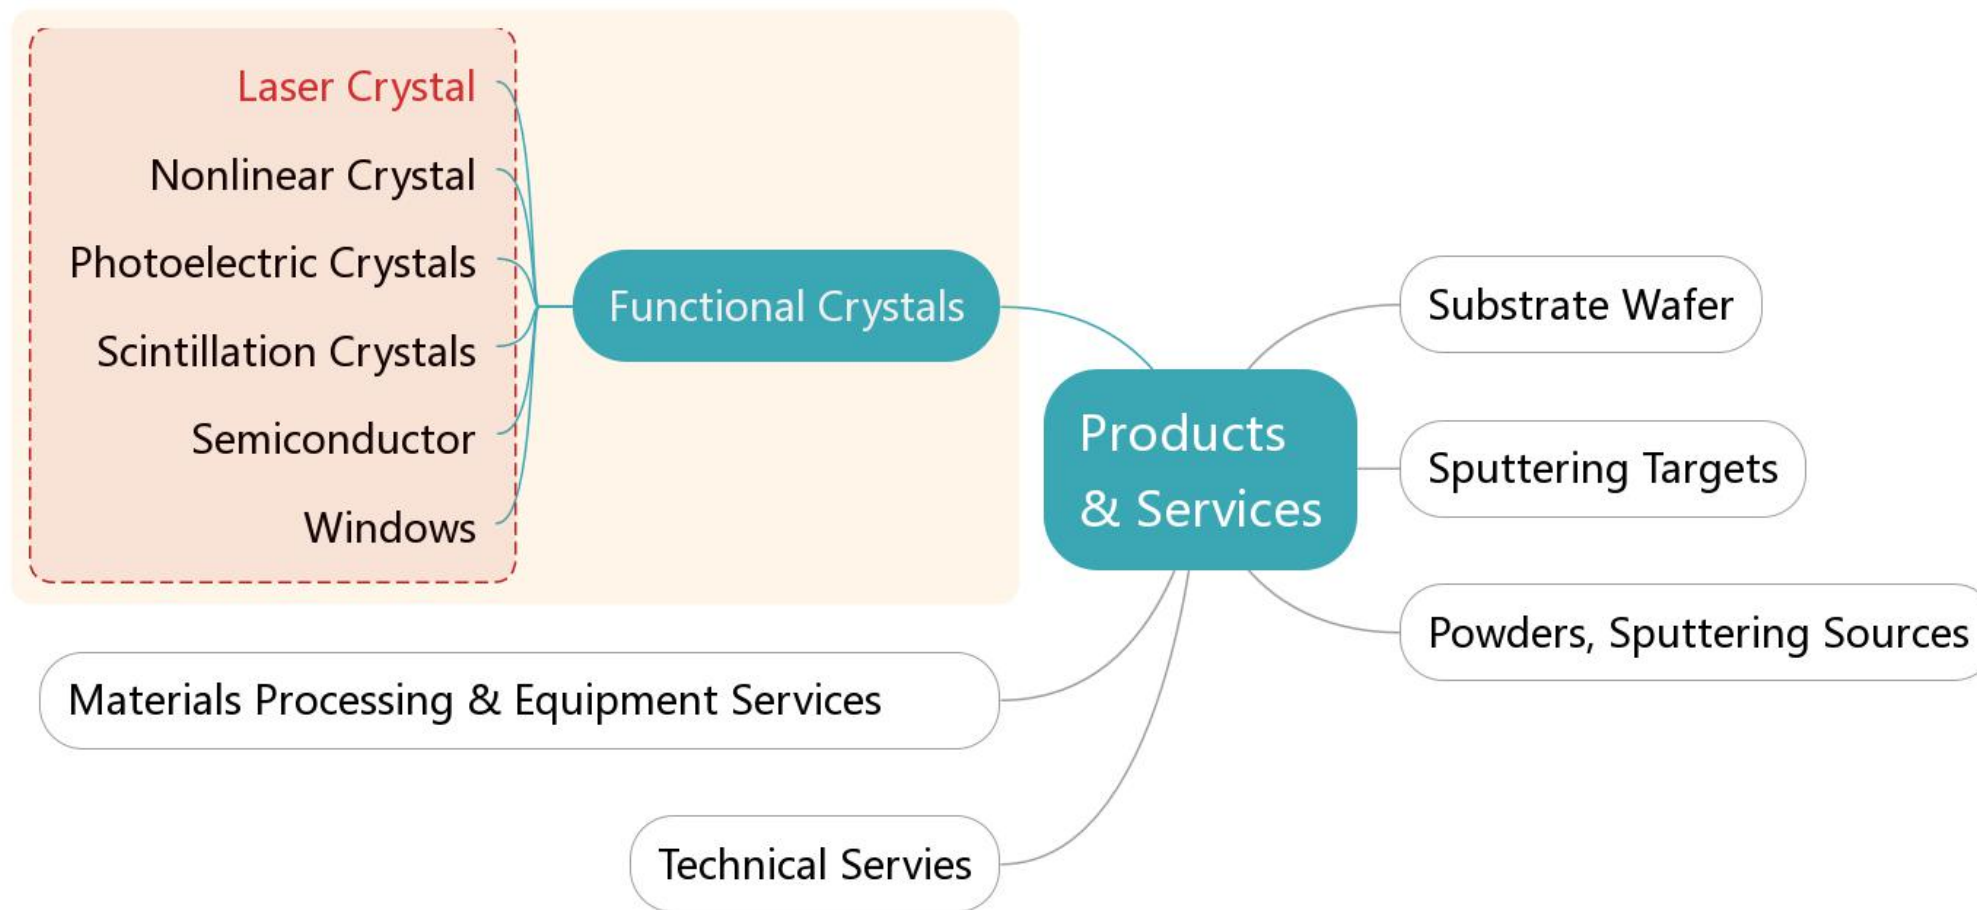 Laser Crystal
Nonlinear Crystal
Photoelectric Crystals
Scintillation Crystals
Semiconductor
Windows
Functional Crystals
Products
& Services
Substrate Wafer
Sputtering Targets
Powders, Sputtering Sources
Materials Processing & Equipment Services
Technical Servies